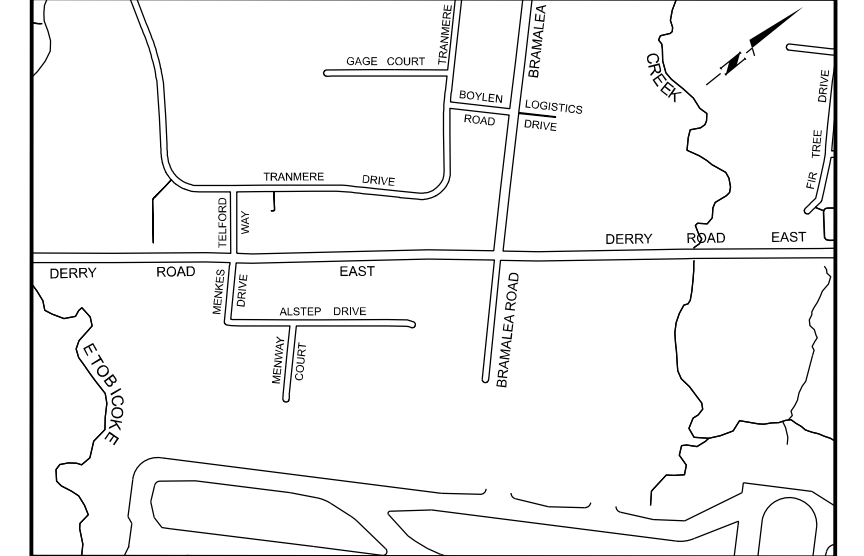 TRANMERE
BRAMALEA
GAGE COURT
CREEK
N
DRIVE
BOYLEN
ROAD
LOGISTICS
DRIVE
FIR TREE
TRANMERE DRIVE
TELFORD
WAY
DERRY ROAD EAST
DERRY ROAD EAST
MENKES
DRIVE
ALSTEP DRIVE
BRAMALEA ROAD
MENWAY
COURT
ETOBICOKE